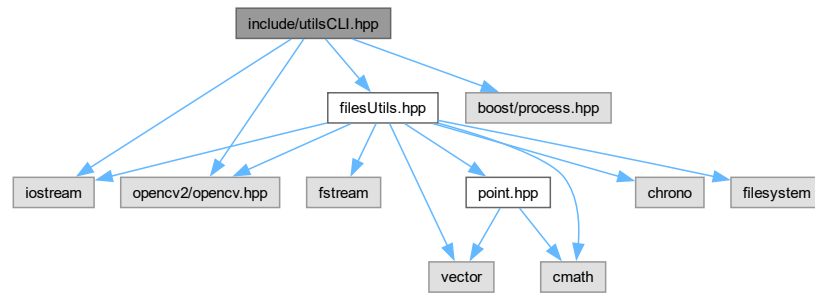 include/utilsCLI.hpp
filesUtils.hpp
boost/process.hpp
iostream
opencv2/opencv.hpp
fstream
point.hpp
chrono
filesystem
vector
cmath